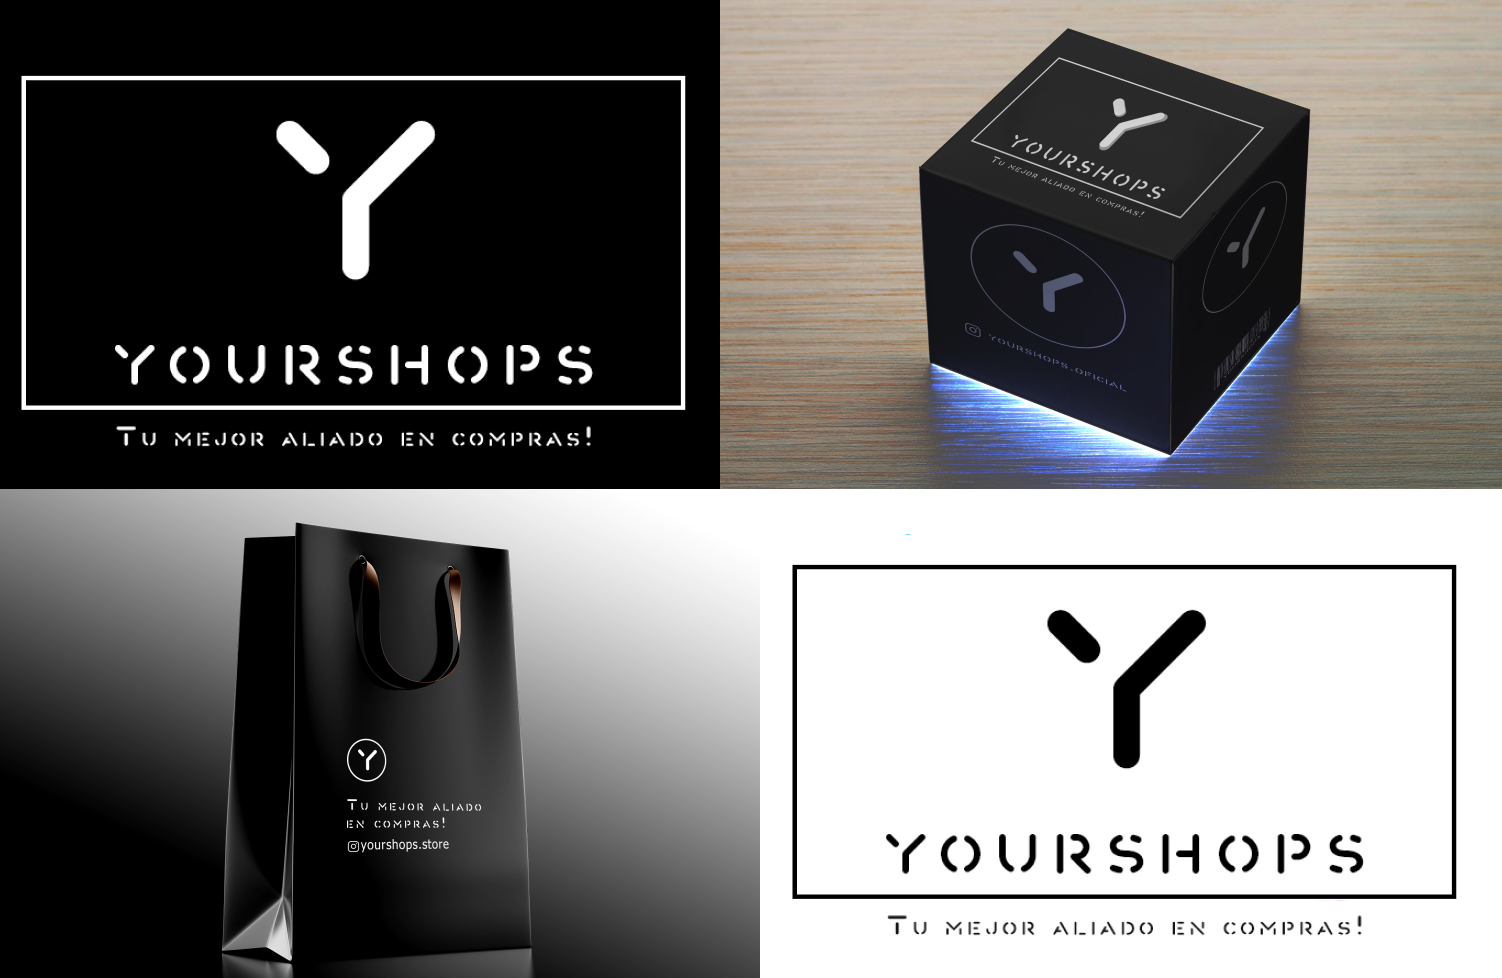 Y
YOURSHOPS
TU MEJOR ALIADO EN COMPRAS!
Y
YOURSHOPS
TU MEJOR ALIADO EN COMPRAS!
Y
YOURSHOPS.OFICIAL
Y
Y
TU MEJOR ALIADO
EN COMPRAS!
yourshops.store
Y
YOURSHOPS
TU MEJOR ALIADO EN COMPRAS!